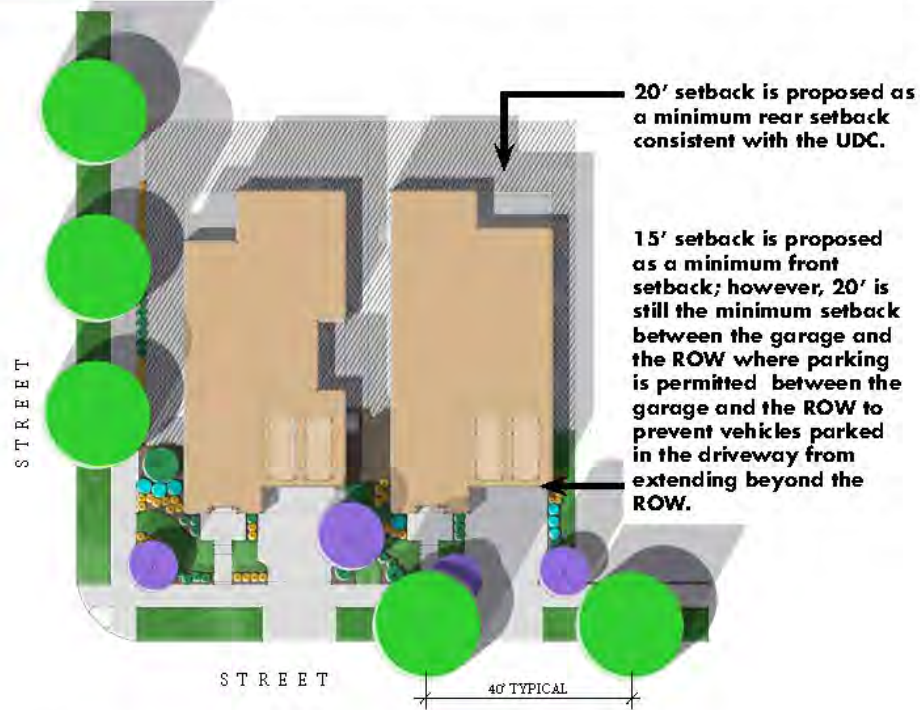 20' setback is proposed as
a minimum rear setback
consistent with the UDC.
15' setback is proposed
as a minimum front
setback; however, 20' is
still the minimum setback
between the garage and
the ROW where parking
is permitted between the
garage and the ROW to
prevent vehicles parked
in the driveway from
extending beyond the
ROW.
STREET
STREET
40' TYPICAL